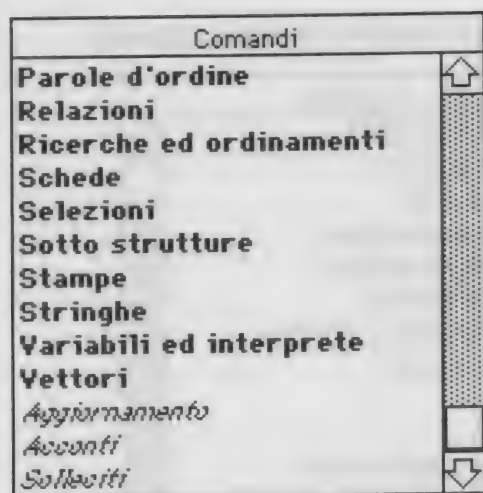 Comandi
Parole d'ordine
Relazioni
Ricerche ed ordinamenti
Schede
Selezioni
Sotto strutture
Stampe
Stringhe
Variabili ed interprete
Vettori
Aggiornamento
Acconti
Solleciti